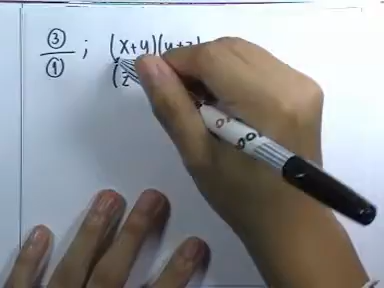 ③ ; (x+y)(y+z)
① (z